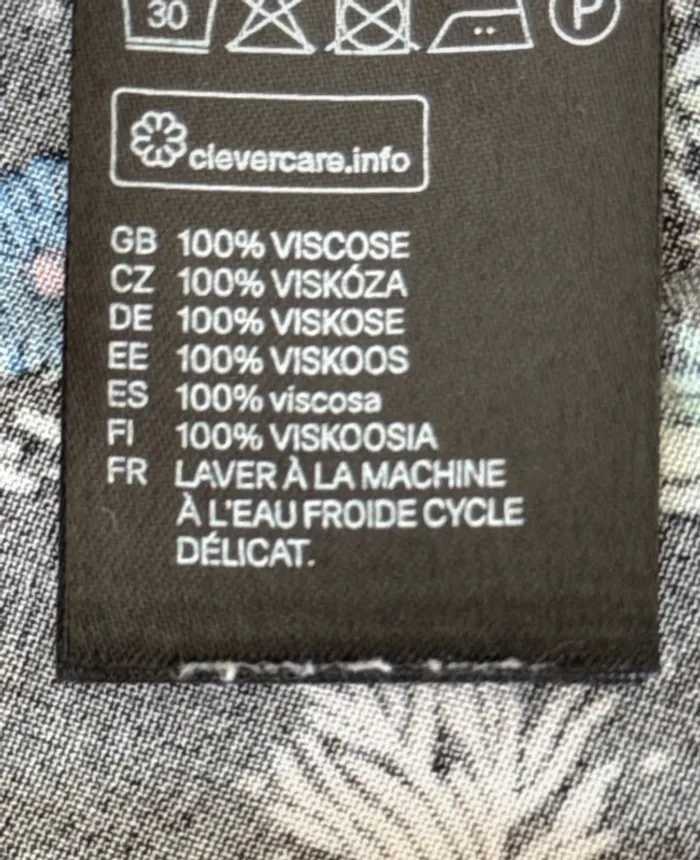 30
P
clevercare.info
GB 100% VISCOSE
CZ 100% VISKÓZA
DE 100% VISKOSE
EE 100% VISKOOS
ES 100% viscosa
FI 100% VISKOOSIA
FR LAVER À LA MACHINE
À L'EAU FROIDE CYCLE
DÉLICAT.